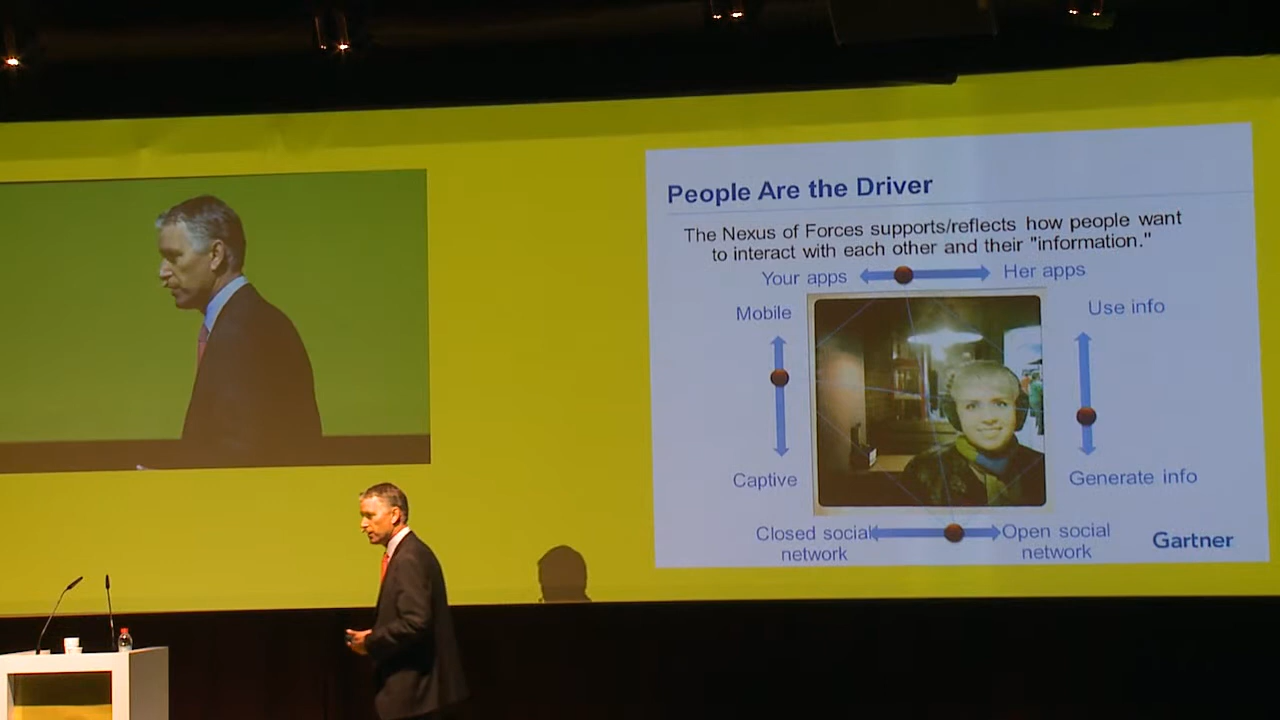 People Are the Driver
The Nexus of Forces supports/reflects how people want
to interact with each other and their "information."
Your apps
Her apps
Mobile
Use info
Captive
Generate info
Closed social
network
Open social
network
Gartner